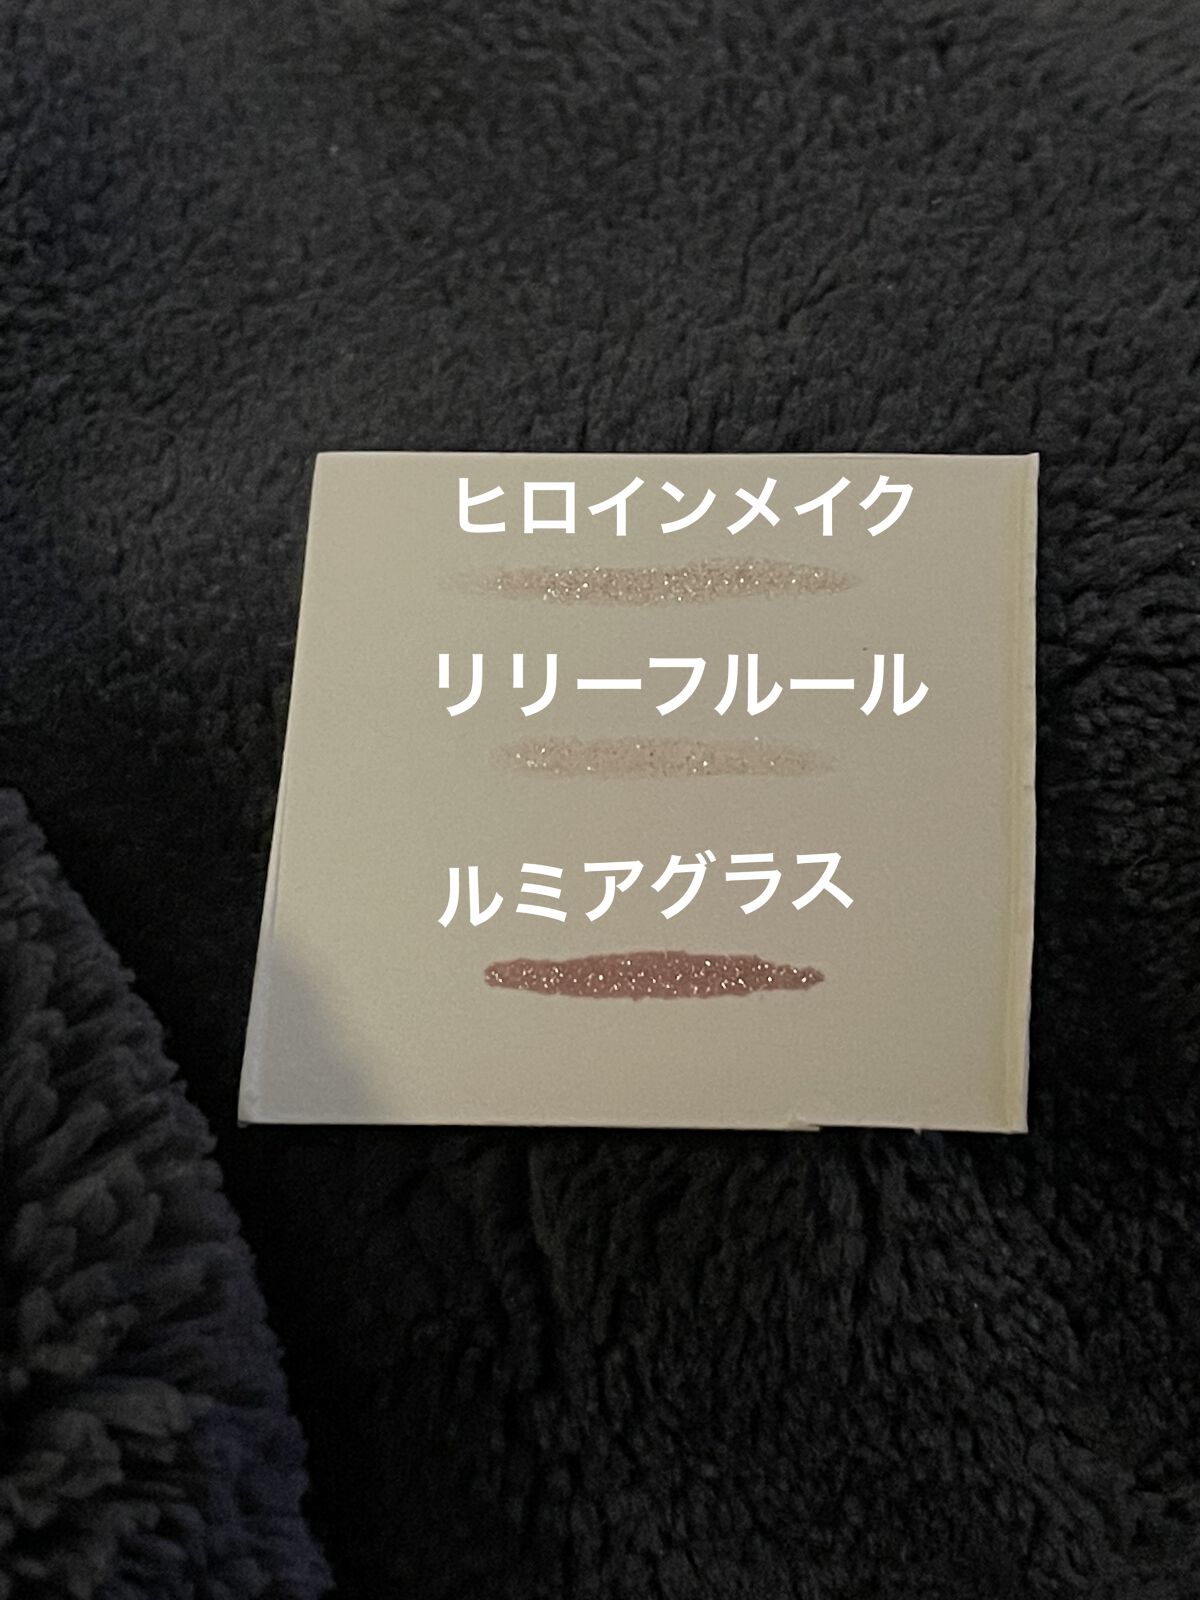 ヒロインメイク
リリーフルール
ルミアグラス